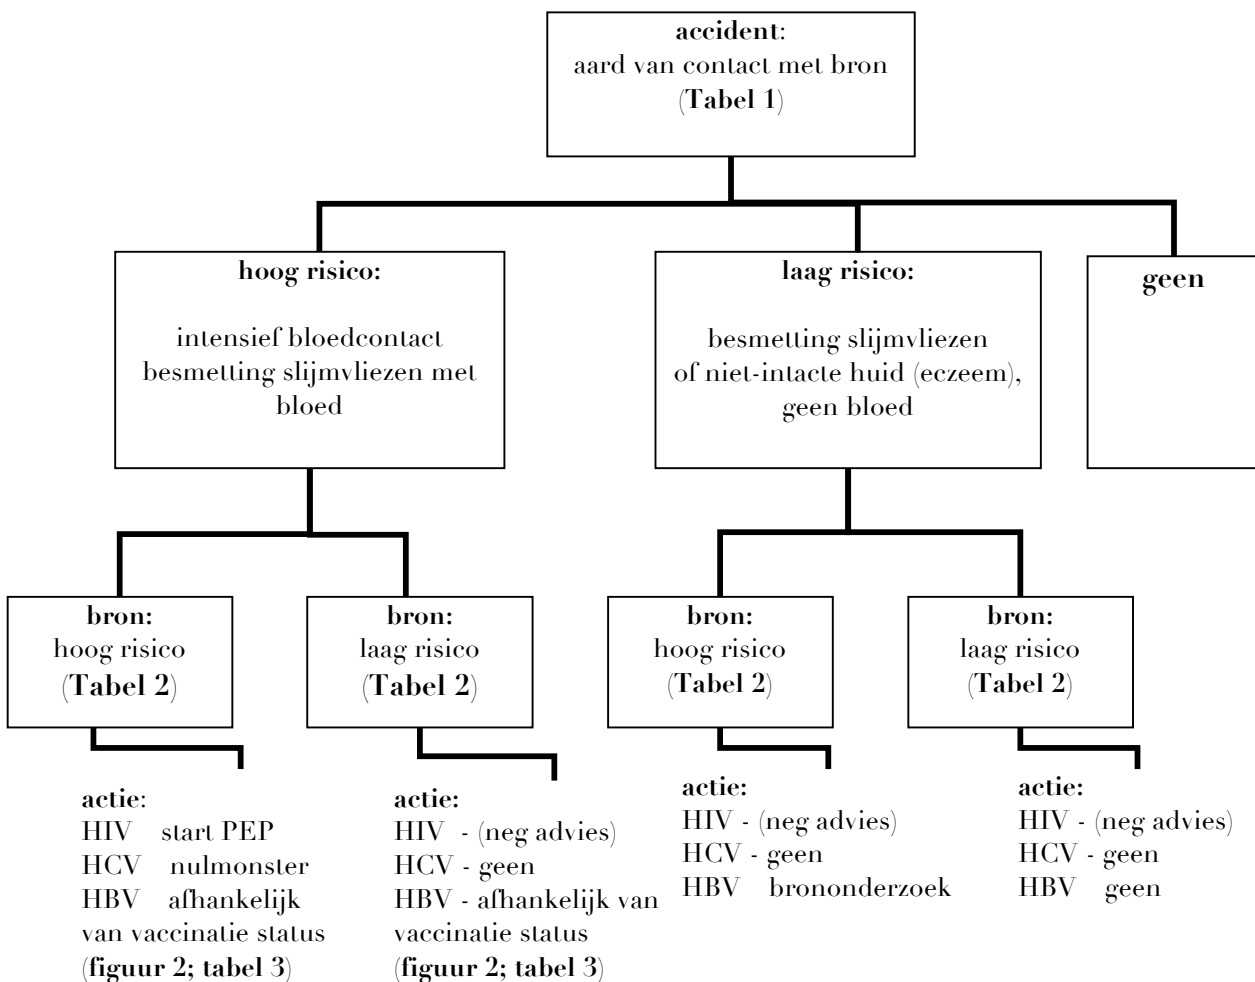 accident:
aard van contact met bron
(Tabel 1)
hoog risico:
intensief bloedcontact
besmetting slijmvliezen met
bloed
laag risico:
besmetting slijmvliezen
of niet-intacte huid (eczeem),
geen bloed
geen
bron:
hoog risico
(Tabel 2)
bron:
laag risico
(Tabel 2)
bron:
hoog risico
(Tabel 2)
bron:
laag risico
(Tabel 2)
actie:
HIV start PEP
HCV nulmonster
HBV afhankelijk
van vaccinatie status
(figuur 2; tabel 3)
actie:
HIV - (neg advies)
HCV - geen
HBV - afhankelijk van
vaccinatie status
(figuur 2; tabel 3)
actie:
HIV - (neg advies)
HCV - geen
HBV brononderzoek
actie:
HIV - (neg advies)
HCV - geen
HBV geen